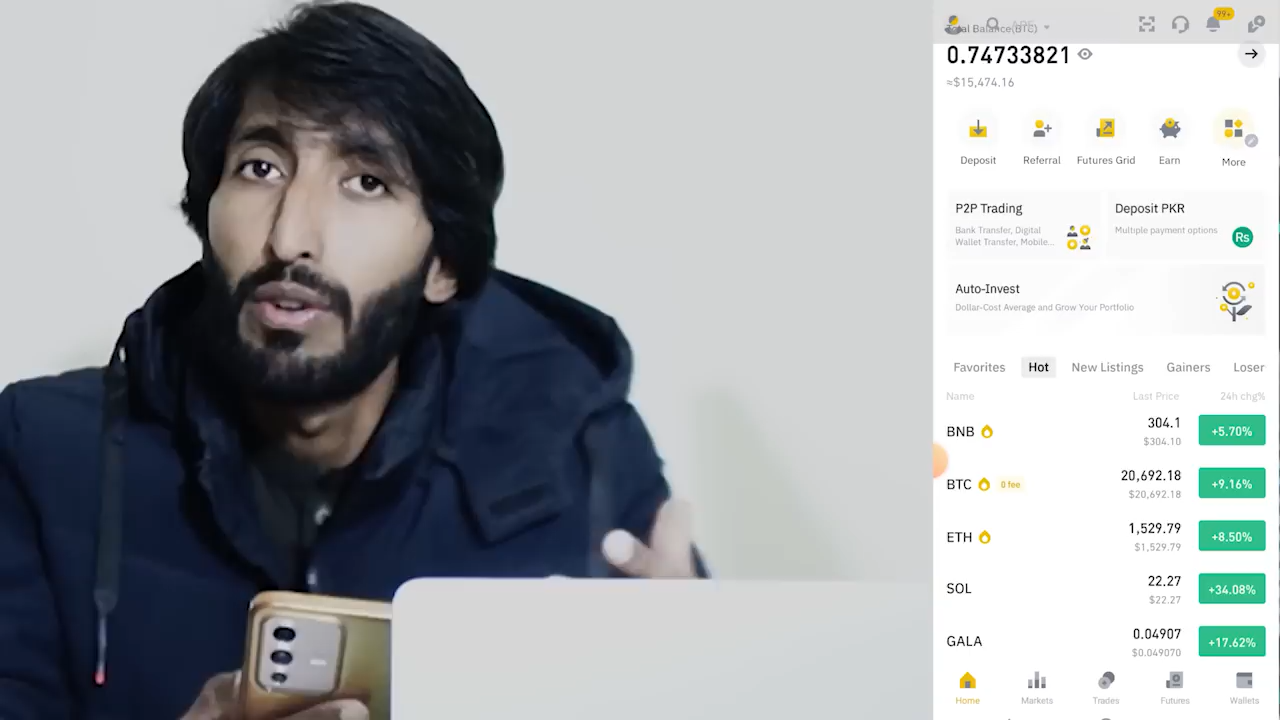 Total Balance(BTC)
99+
0.74733821
≈$15,474.16
Deposit
Referral
Futures Grid
Earn
More
P2P Trading
Bank Transfer, Digital
Wallet Transfer, Mobile...
Deposit PKR
Multiple payment options
Rs
Auto-Invest
Dollar-Cost Average and Grow Your Portfolio
Favorites Hot New Listings Gainers Loser
Name Last Price 24h chg%
BNB 304.1 +5.70%
$304.10
BTC 0 fee 20,692.18 +9.16%
$20,692.18
ETH 1,529.79 +8.50%
$1,529.79
SOL 22.27 +34.08%
$22.27
GALA 0.04907 +17.62%
$0.049070
Home Markets Trades Futures Wallets